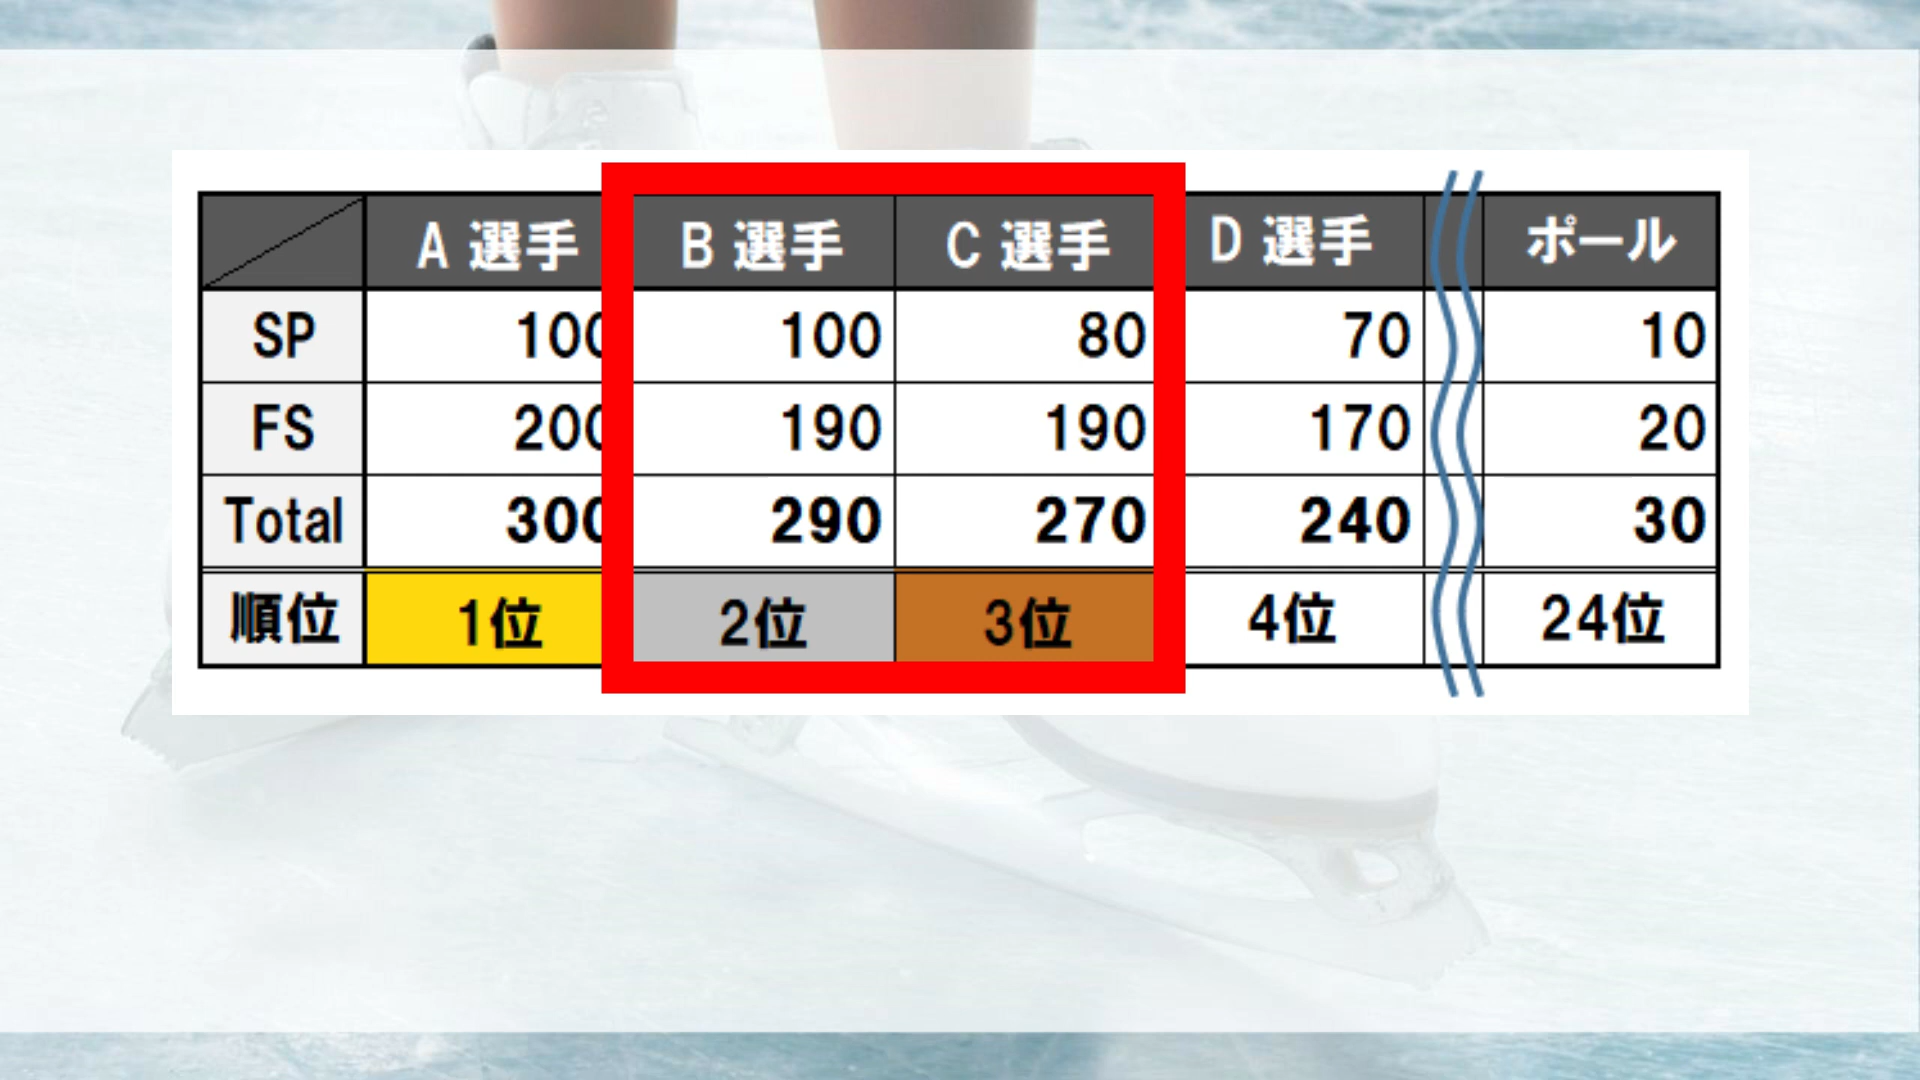 A 選手 B 選手 C 選手 D 選手 ポール
SP 100 100 80 70 10
FS 200 190 190 170 20
Total 300 290 270 240 30
順位 1位 2位 3位 4位 24位